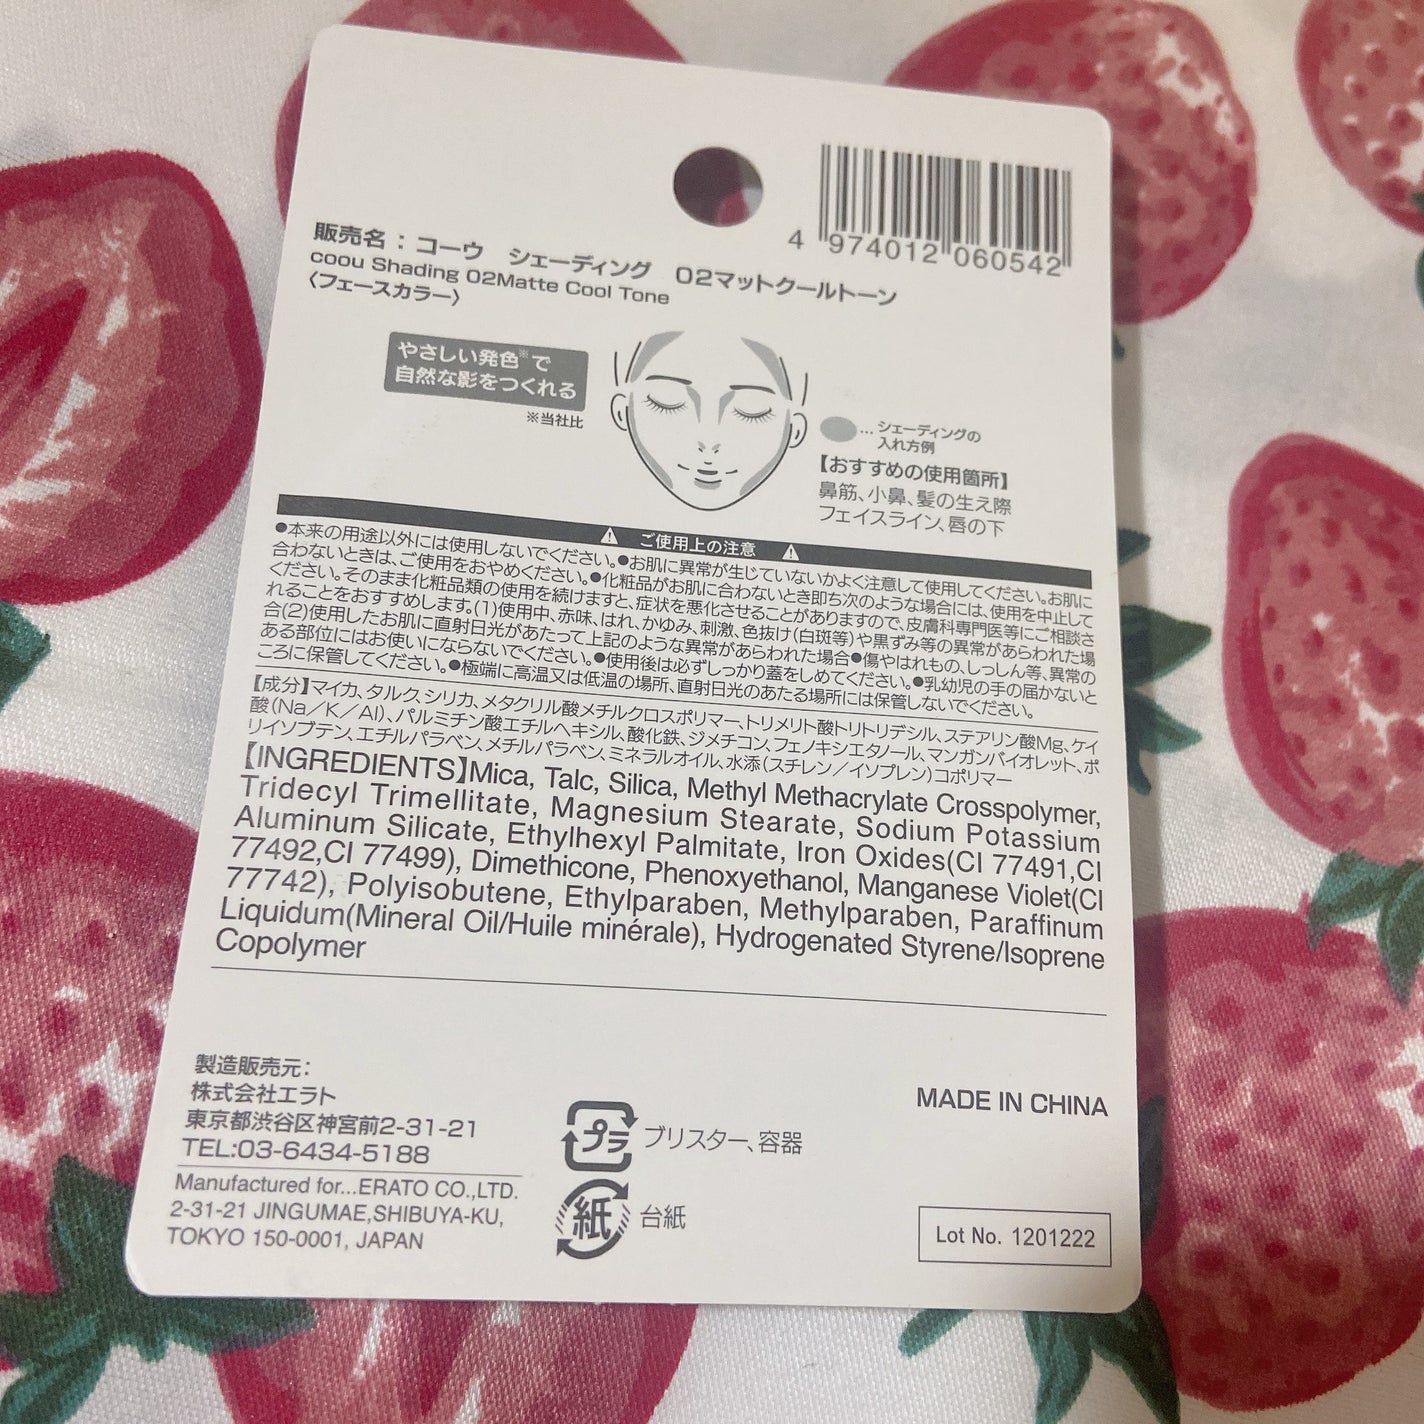 4 974012 060542
販売名：コーウ　シェーディング　02マットクールトーン
coou Shading 02Matte Cool Tone
〈フェースカラー〉
やさしい発色※で
自然な影をつくれる
※当社比
… シェーディングの
入れ方例
【おすすめの使用箇所】
鼻筋、小鼻、髪の生え際
フェイスライン、唇の下
ご使用上の注意
●本来の用途以外には使用しないでください。●お肌に異常が生じていないかよく注意して使用してください。お肌に
合わないときは、ご使用をおやめください。●化粧品がお肌に合わないとき即ち次のような場合には、使用を中止して
ください。そのまま化粧品類の使用を続けますと、症状を悪化させることがありますので、皮膚科専門医等にご相談さ
れることをおすすめします。(1)使用中、赤味、はれ、かゆみ、刺激、色抜け(白斑等)や黒ずみ等の異常があらわれた場
合(2)使用したお肌に直射日光があたって上記のような異常があらわれた場合●傷やはれもの、しっしん等、異常の
ある部位にはお使いにならないでください。●使用後は必ずしっかり蓋をしめてください。●乳幼児の手の届かないと
ころに保管してください。●極端に高温又は低温の場所、直射日光のあたる場所には保管しないでください。
【成分】マイカ、タルク、シリカ、メタクリル酸メチルクロスポリマー、トリメリト酸トリトリデシル、ステアリン酸Mg、ケイ
酸(Na／K／Al)、パルミチン酸エチルヘキシル、酸化鉄、ジメチコン、フェノキシエタノール、マンガンバイオレット、ポ
リイソブテン、エチルパラベン、メチルパラベン、ミネラルオイル、水添(スチレン／イソプレン)コポリマー
【INGREDIENTS】Mica, Talc, Silica, Methyl Methacrylate Crosspolymer,
Tridecyl Trimellitate, Magnesium Stearate, Sodium Potassium
Aluminum Silicate, Ethylhexyl Palmitate, Iron Oxides(CI 77491,CI
77492,CI 77499), Dimethicone, Phenoxyethanol, Manganese Violet(CI
77742), Polyisobutene, Ethylparaben, Methylparaben, Paraffinum
Liquidum(Mineral Oil/Huile minérale), Hydrogenated Styrene/Isoprene
Copolymer
製造販売元：
株式会社エラト
東京都渋谷区神宮前2-31-21
TEL:03-6434-5188
Manufactured for...ERATO CO.,LTD.
2-31-21 JINGUMAE,SHIBUYA-KU,
TOKYO 150-0001, JAPAN
プラ ブリスター、容器
紙 台紙
MADE IN CHINA
Lot No. 1201222